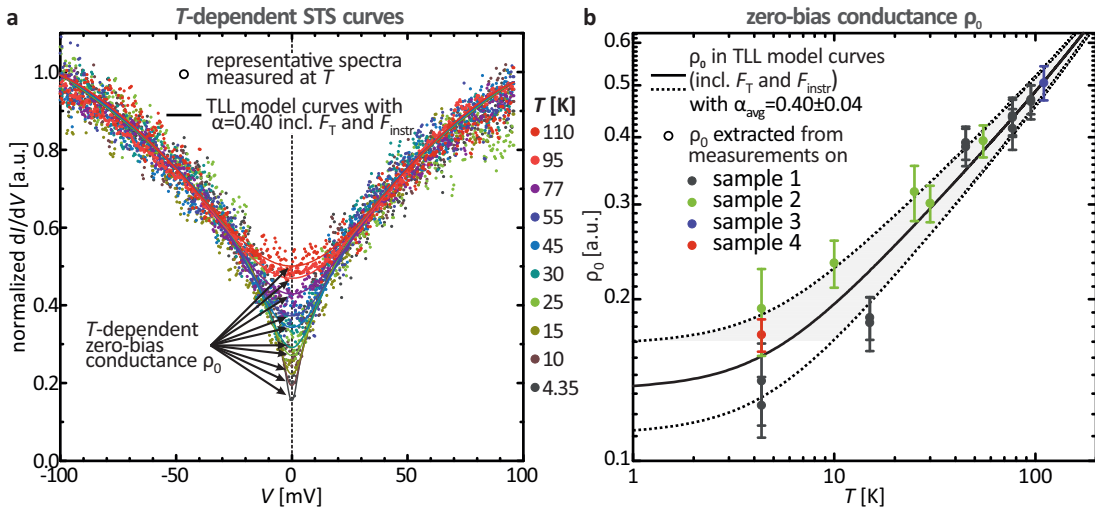 a
T-dependent STS curves
normalized dI/dV [a.u.]
1.0
0.8
0.6
0.4
0.2
0.0
-100
-50
0
50
100
V [mV]
representative spectra
measured at T
TLL model curves with
α=0.40 incl. F_T and F_instr
T-dependent
zero-bias
conductance ρ₀
T [K]
110
95
77
55
45
30
25
15
10
4.35
b
zero-bias conductance ρ₀
ρ₀ [a.u.]
0.6
0.5
0.4
0.3
0.2
0.1
1
10
100
T [K]
ρ₀ in TLL model curves
(incl. F_T and F_instr)
with α_avg=0.40±0.04
ρ₀ extracted from
measurements on
sample 1
sample 2
sample 3
sample 4